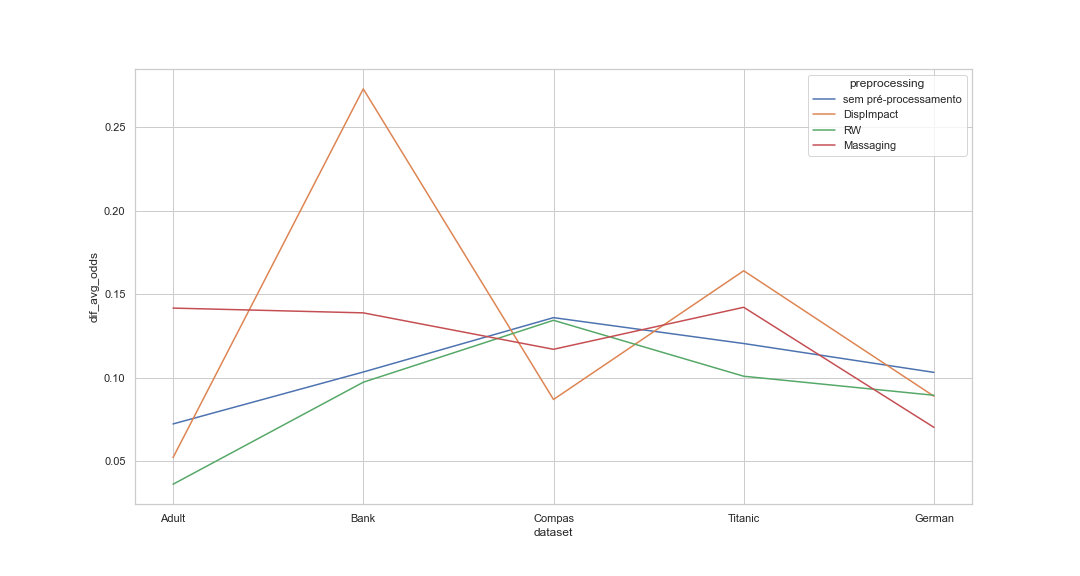 preprocessing
sem pré-processamento
DispImpact
RW
Massaging
0.25
0.20
0.15
0.10
0.05
dif_avg_odds
Adult
Bank
Compas
Titanic
German
dataset